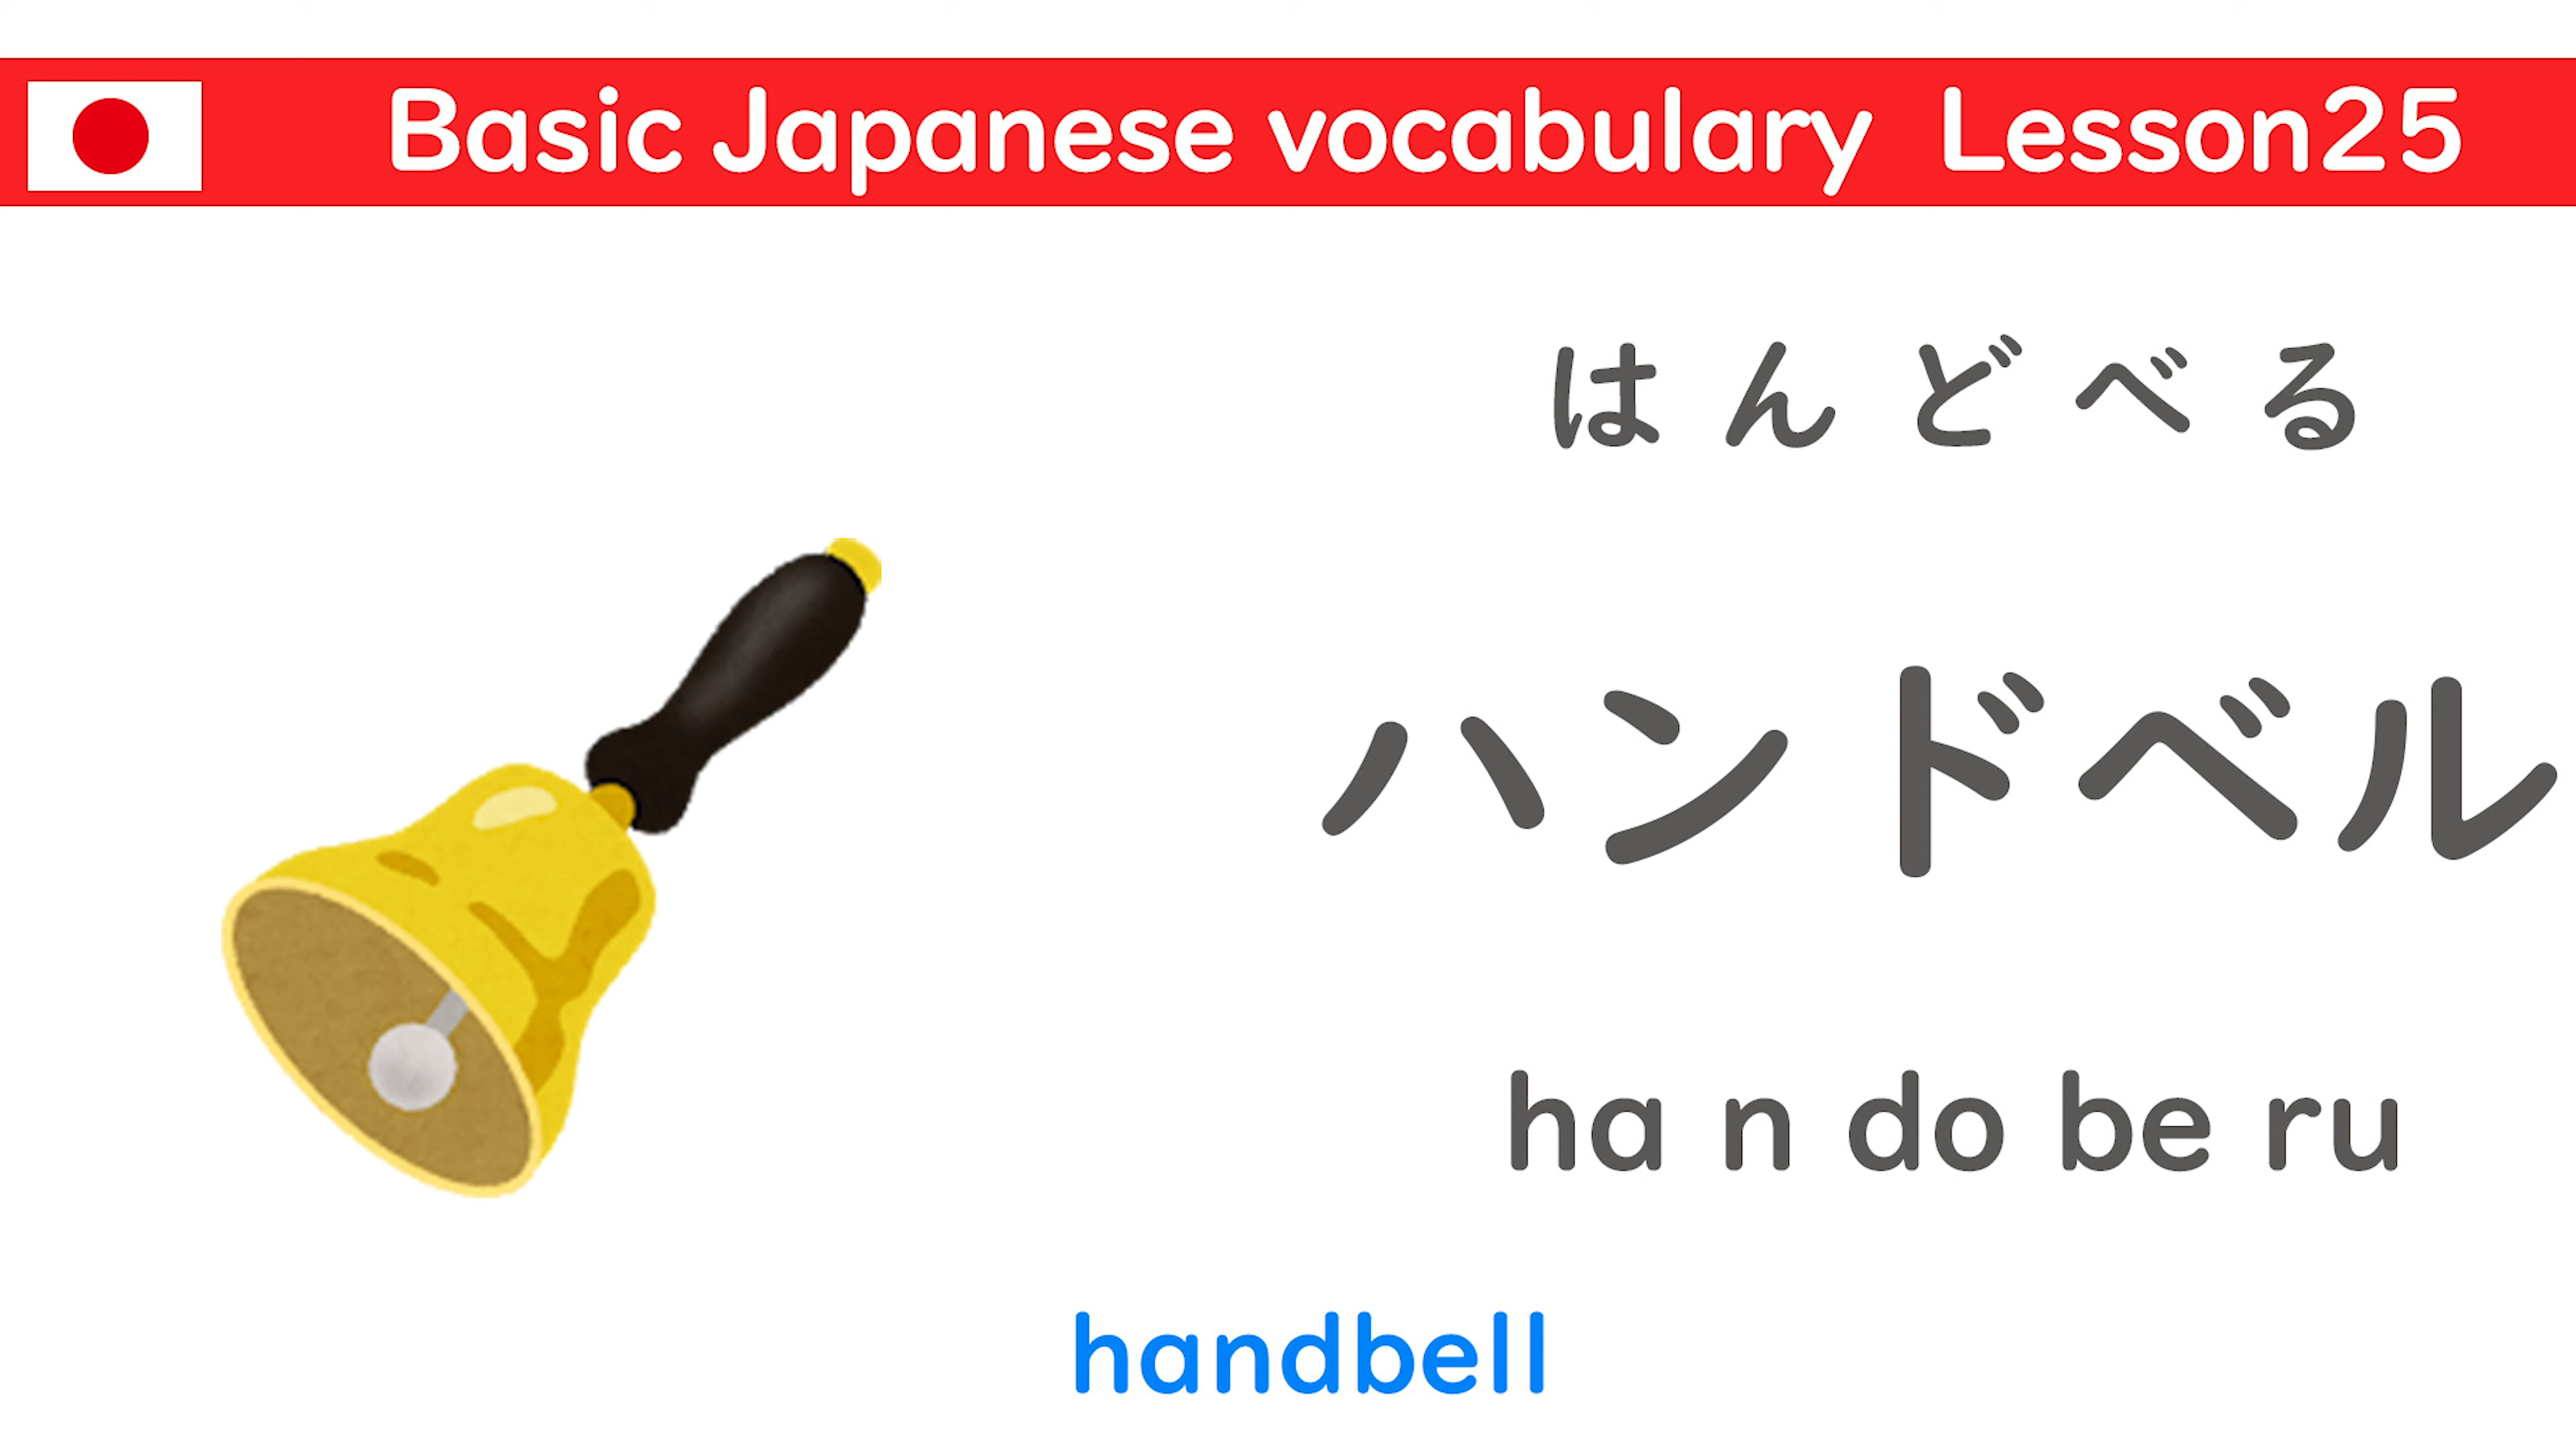 Basic Japanese vocabulary Lesson25
は ん ど べ る
ハンドベル
ha n do be ru
handbell